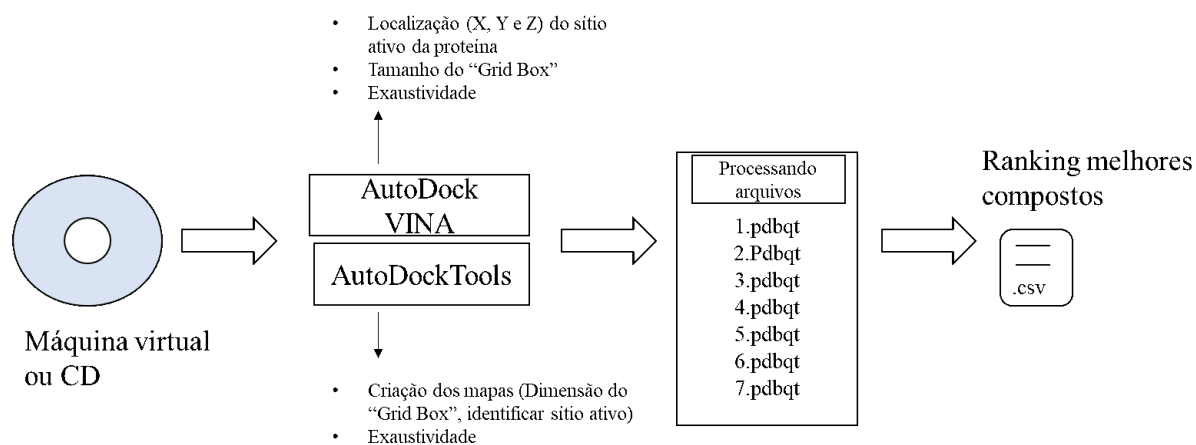 • Localização (X, Y e Z) do sítio
ativo da proteína
• Tamanho do “Grid Box”
• Exaustividade
Máquina virtual
ou CD
AutoDock
VINA
AutoDockTools
• Criação dos mapas (Dimensão do
“Grid Box”, identificar sítio ativo)
• Exaustividade
Processando
arquivos
1.pdbqt
2.Pdbqt
3.pdbqt
4.pdbqt
5.pdbqt
6.pdbqt
7.pdbqt
Ranking melhores
compostos
.csv